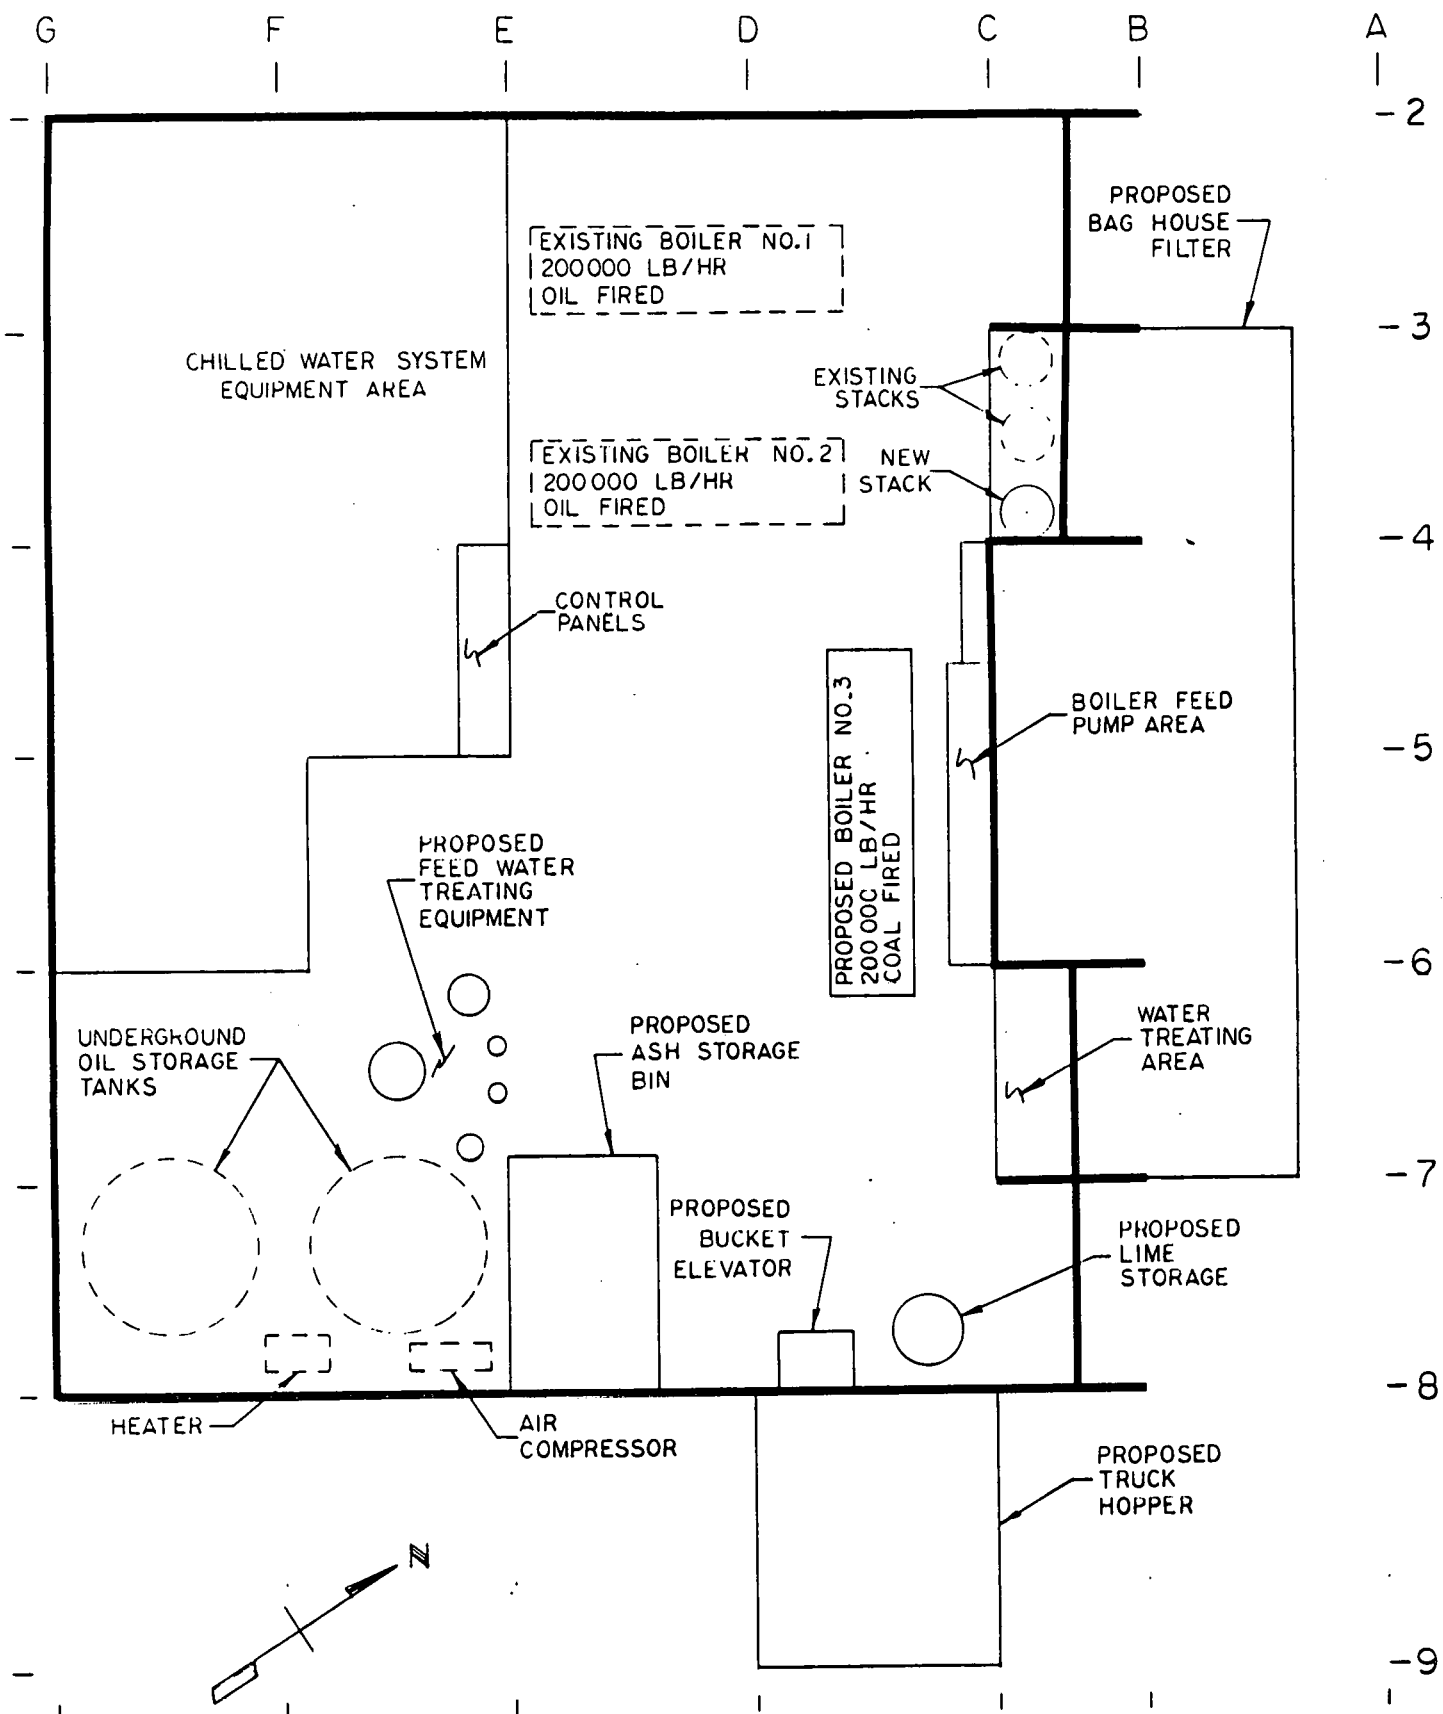 G F E D C B A
-2
PROPOSED
BAG HOUSE
FILTER
EXISTING BOILER NO.1
200000 LB/HR
OIL FIRED
-3
CHILLED WATER SYSTEM
EQUIPMENT AREA
EXISTING
STACKS
EXISTING BOILER NO.2
200000 LB/HR
OIL FIRED
NEW
STACK
-4
CONTROL
PANELS
PROPOSED BOILER NO.3
200000 LB/HR
COAL FIRED
BOILER FEED
PUMP AREA
-5
PROPOSED
FEED WATER
TREATING
EQUIPMENT
-6
UNDERGROUND
OIL STORAGE
TANKS
PROPOSED
ASH STORAGE
BIN
WATER
TREATING
AREA
-7
PROPOSED
BUCKET
ELEVATOR
PROPOSED
LIME
STORAGE
-8
HEATER
AIR
COMPRESSOR
PROPOSED
TRUCK
HOPPER
N
-9